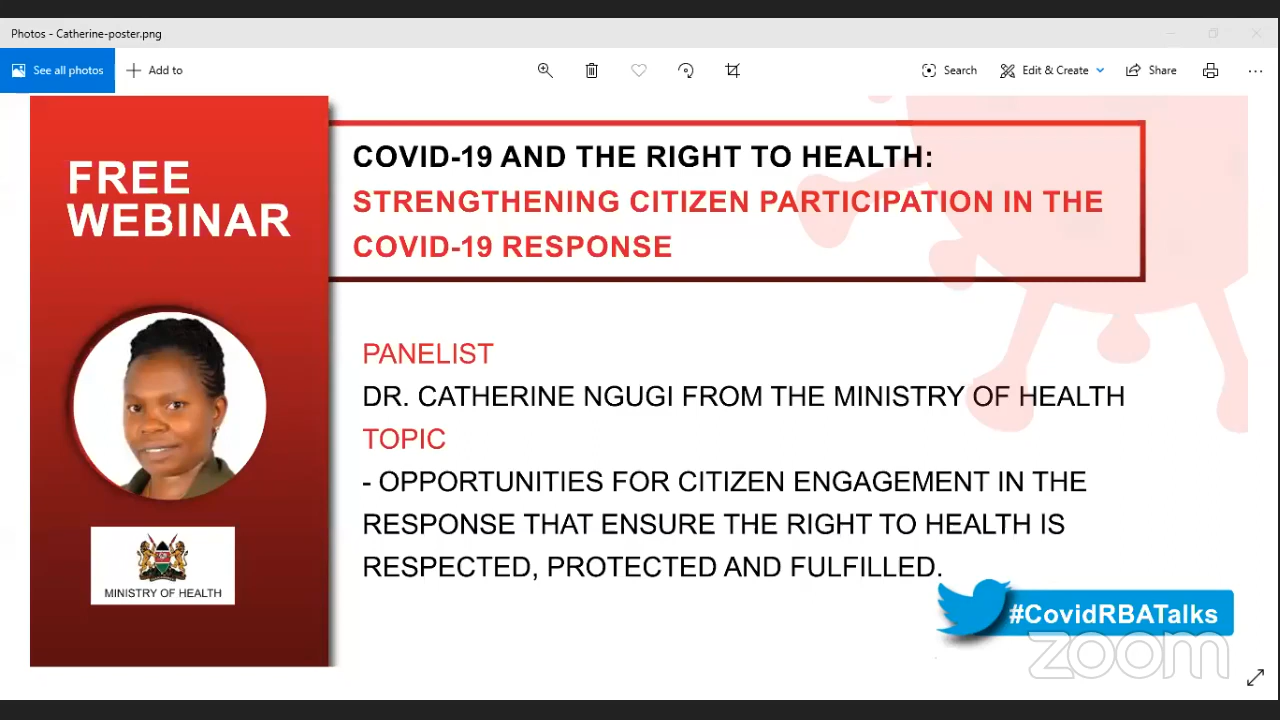 Photos - Catherine-poster.png
See all photos
Add to
Search
Edit & Create
Share
FREE
WEBINAR
COVID-19 AND THE RIGHT TO HEALTH:
STRENGTHENING CITIZEN PARTICIPATION IN THE
COVID-19 RESPONSE
PANELIST
DR. CATHERINE NGUGI FROM THE MINISTRY OF HEALTH
TOPIC
- OPPORTUNITIES FOR CITIZEN ENGAGEMENT IN THE
RESPONSE THAT ENSURE THE RIGHT TO HEALTH IS
RESPECTED, PROTECTED AND FULFILLED.
MINISTRY OF HEALTH
#CovidRBATalks
zoom